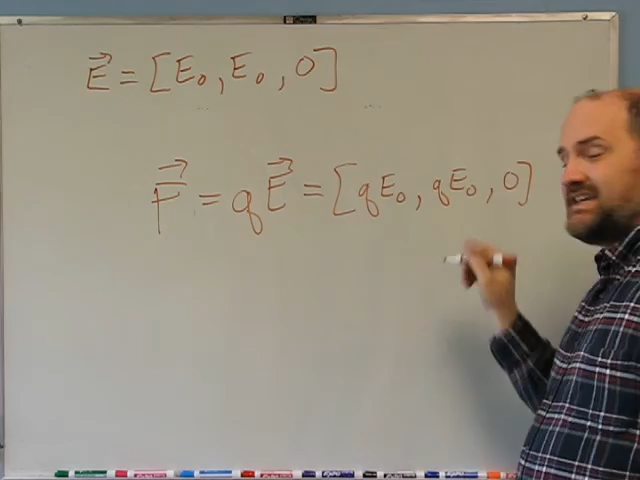 E⃗ = [E₀, E₀, 0]
F⃗ = qE⃗ = [qE₀, qE₀, 0]